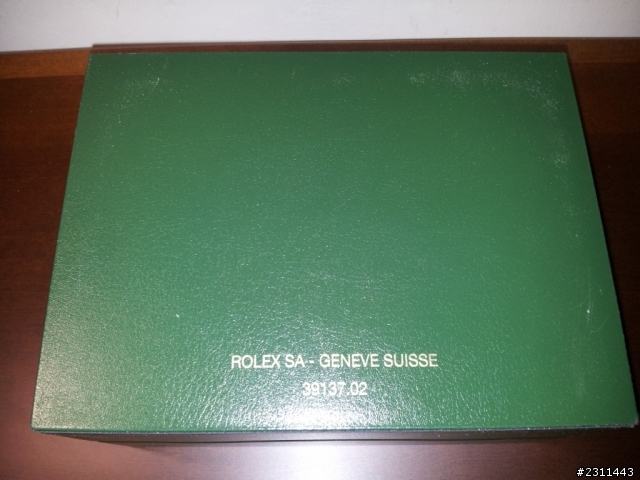 ROLEX SA - GENEVE SUISSE
39137.02
#2311443